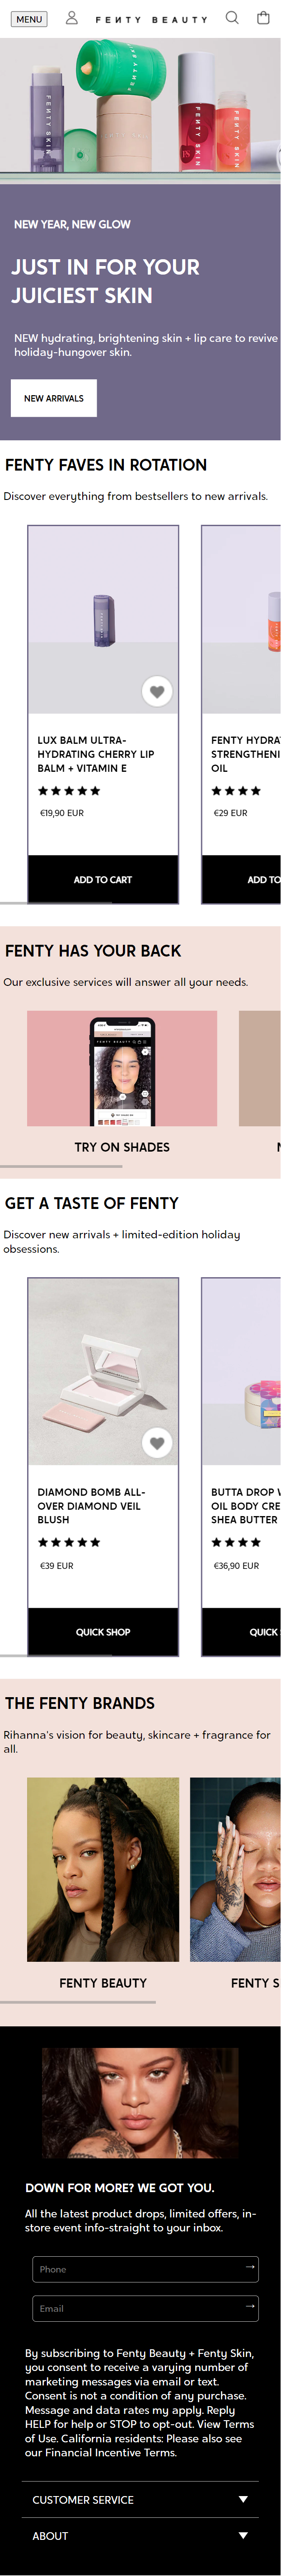 MENU
FENTY BEAUTY
FENTY SKIN
FENTY SKIN
FENTY SKIN
NEW YEAR, NEW GLOW
JUST IN FOR YOUR
JUICIEST SKIN
NEW hydrating, brightening skin + lip care to revive
holiday-hungover skin.
NEW ARRIVALS
FENTY FAVES IN ROTATION
Discover everything from bestsellers to new arrivals.
LUX BALM ULTRA-
HYDRATING CHERRY LIP
BALM + VITAMIN E
€19,90 EUR
ADD TO CART
FENTY HYDRA
STRENGTHENI
OIL
€29 EUR
ADD TO
FENTY HAS YOUR BACK
Our exclusive services will answer all your needs.
FENTY BEAUTY
TRY ON SHADES
GET A TASTE OF FENTY
Discover new arrivals + limited-edition holiday
obsessions.
DIAMOND BOMB ALL-
OVER DIAMOND VEIL
BLUSH
€39 EUR
QUICK SHOP
BUTTA DROP
OIL BODY CRE
SHEA BUTTER
€36,90 EUR
QUICK
THE FENTY BRANDS
Rihanna's vision for beauty, skincare + fragrance for
all.
FENTY BEAUTY
FENTY S
DOWN FOR MORE? WE GOT YOU.
All the latest product drops, limited offers, in-
store event info-straight to your inbox.
Phone →
Email →
By subscribing to Fenty Beauty + Fenty Skin,
you consent to receive a varying number of
marketing messages via email or text.
Consent is not a condition of any purchase.
Message and data rates my apply. Reply
HELP for help or STOP to opt-out. View Terms
of Use. California residents: Please also see
our Financial Incentive Terms.
CUSTOMER SERVICE
ABOUT